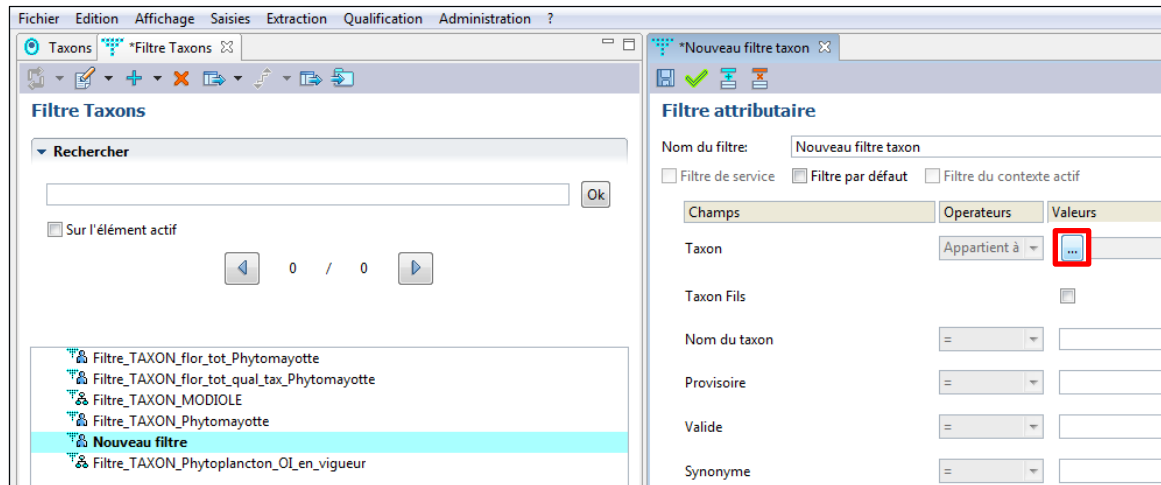 Fichier Edition Affichage Saisies Extraction Qualification Administration ?
Taxons *Filtre Taxons
Filtre Taxons
Rechercher
Ok
Sur l'élément actif
0 / 0
Filtre_TAXON_flor_tot_Phytomayotte
Filtre_TAXON_flor_tot_qual_tax_Phytomayotte
Filtre_TAXON_MODIOLE
Filtre_TAXON_Phytomayotte
Nouveau filtre
Filtre_TAXON_Phytoplancton_OI_en_vigueur
*Nouveau filtre taxon
Filtre attributaire
Nom du filtre: Nouveau filtre taxon
Filtre de service Filtre par défaut Filtre du contexte actif
Champs Operateurs Valeurs
Taxon Appartient à ...
Taxon Fils
Nom du taxon =
Provisoire =
Valide =
Synonyme =